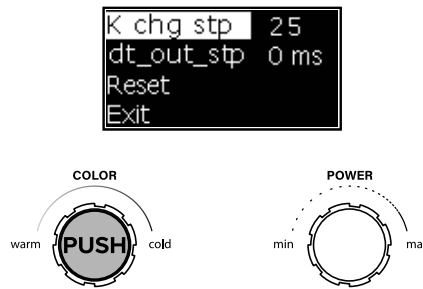 K chg stp 25
dt_out_stp 0 ms
Reset
Exit
COLOR
warm PUSH cold
POWER
min ma